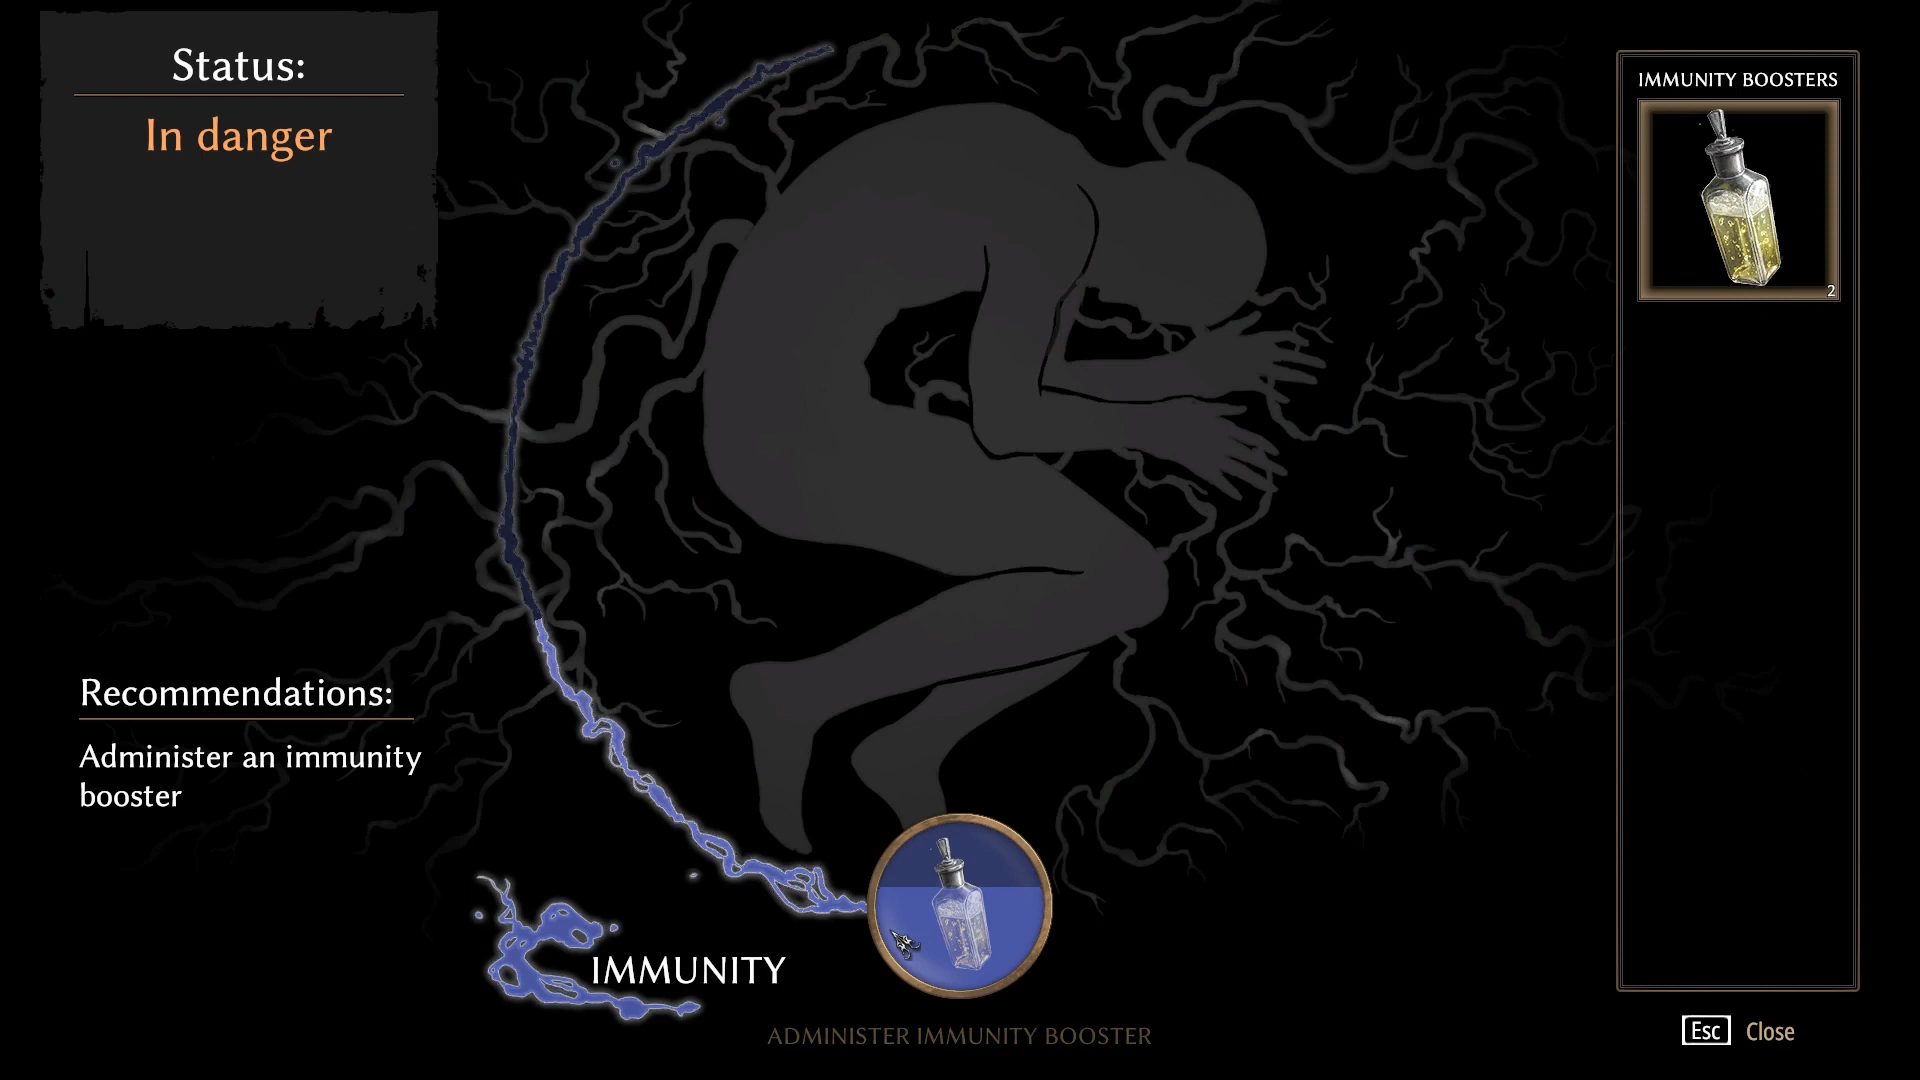 Status:
In danger
IMMUNITY BOOSTERS
2
Recommendations:
Administer an immunity
booster
IMMUNITY
ADMINISTER IMMUNITY BOOSTER
Esc Close